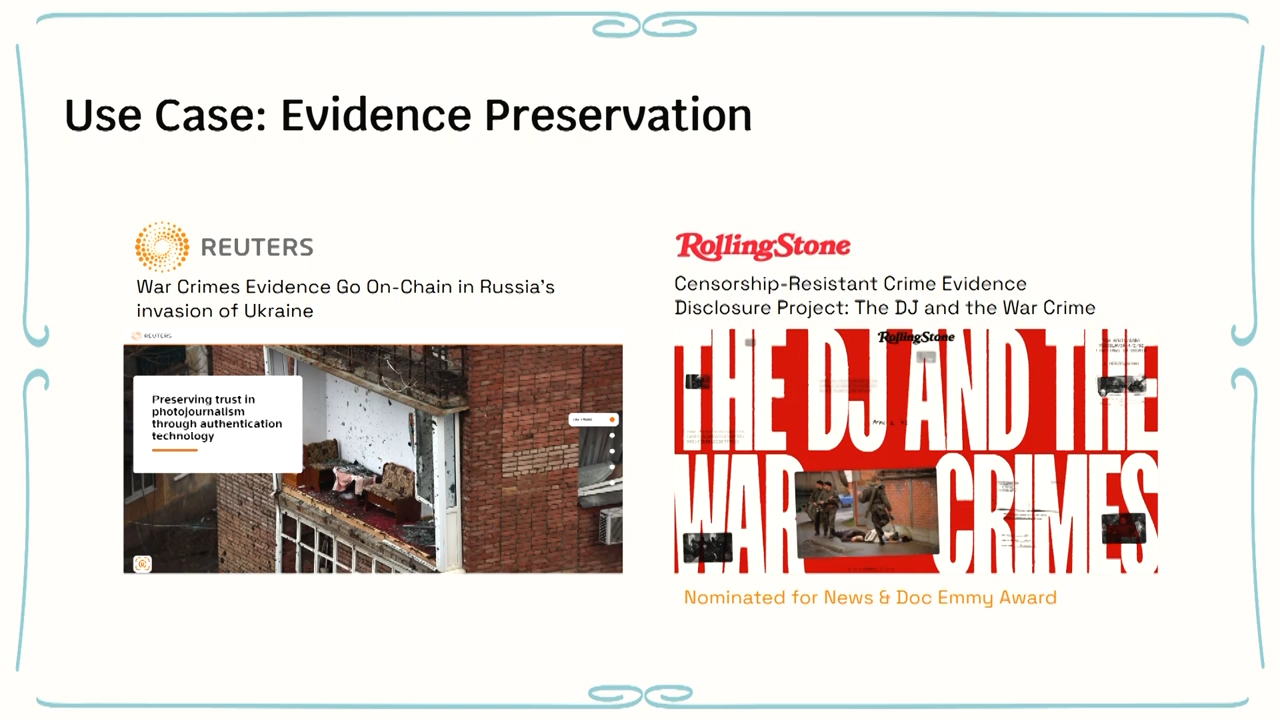 Use Case: Evidence Preservation
REUTERS
War Crimes Evidence Go On-Chain in Russia's
invasion of Ukraine
REUTERS
Preserving trust in
photojournalism
through authentication
technology
RollingStone
Censorship-Resistant Crime Evidence
Disclosure Project: The DJ and the War Crime
RollingStone
THE DJ AND THE
WAR CRIMES
Nominated for News & Doc Emmy Award